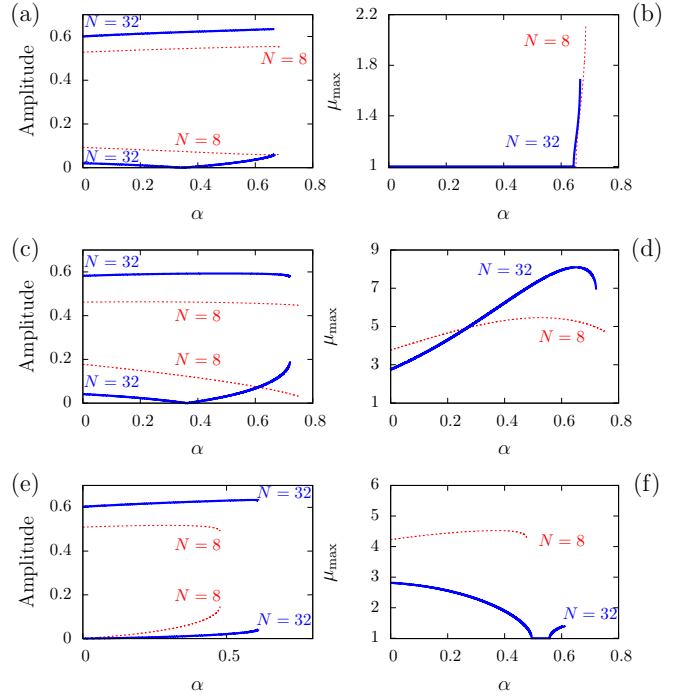 (a)
0.6
0.4
0.2
0
Amplitude
N = 32
N = 8
N = 8
N = 32
0 0.2 0.4 0.6 0.8
α
(b)
2.2
1.8
1.4
1
μmax
N = 8
N = 32
0 0.2 0.4 0.6 0.8
α
(c)
0.6
0.4
0.2
0
Amplitude
N = 32
N = 8
N = 8
N = 32
0 0.2 0.4 0.6 0.8
α
(d)
9
7
5
3
1
μmax
N = 32
N = 8
0 0.2 0.4 0.6 0.8
α
(e)
0.6
0.4
0.2
0
Amplitude
N = 32
N = 8
N = 8
N = 32
0 0.5
α
(f)
6
5
4
3
2
1
μmax
N = 8
N = 32
0 0.2 0.4 0.6 0.8
α